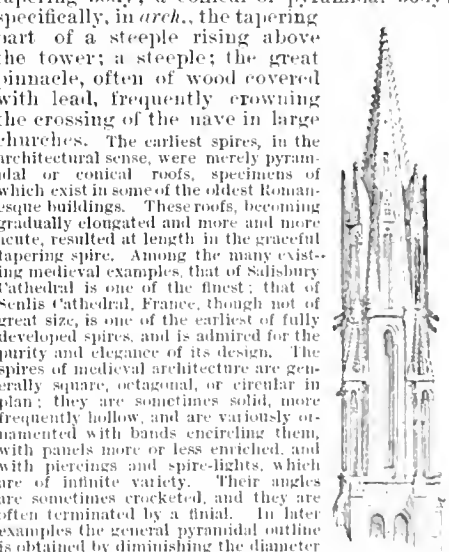 specifically, in arch., the tapering
part of a steeple rising above
the tower; a steeple; the great
pinnacle, often of wood covered
with lead, frequently crowning
the crossing of the nave in large
churches. The earliest spires, in the
architectural sense, were merely pyram-
idal or conical roofs, specimens of
which exist in some of the oldest Roman-
esque buildings. These roofs, becoming
gradually elongated and more and more
acute, resulted at length in the graceful
tapering spire. Among the many exist-
ing medieval examples, that of Salisbury
Cathedral is one of the finest; that of
Senlis Cathedral, France, though not of
great size, is one of the earliest of fully
developed spires, and is admired for the
purity and elegance of its design. The
spires of medieval architecture are gen-
erally square, octagonal, or circular in
plan; they are sometimes solid, more
frequently hollow, and are variously or-
namented with bands encircling them,
with panels more or less enriched, and
with piercings and spire-lights, which
are of infinite variety. Their angles
are sometimes crocketed, and they are
often terminated by a finial. In later
examples the general pyramidal outline
is obtained by diminishing the diameter